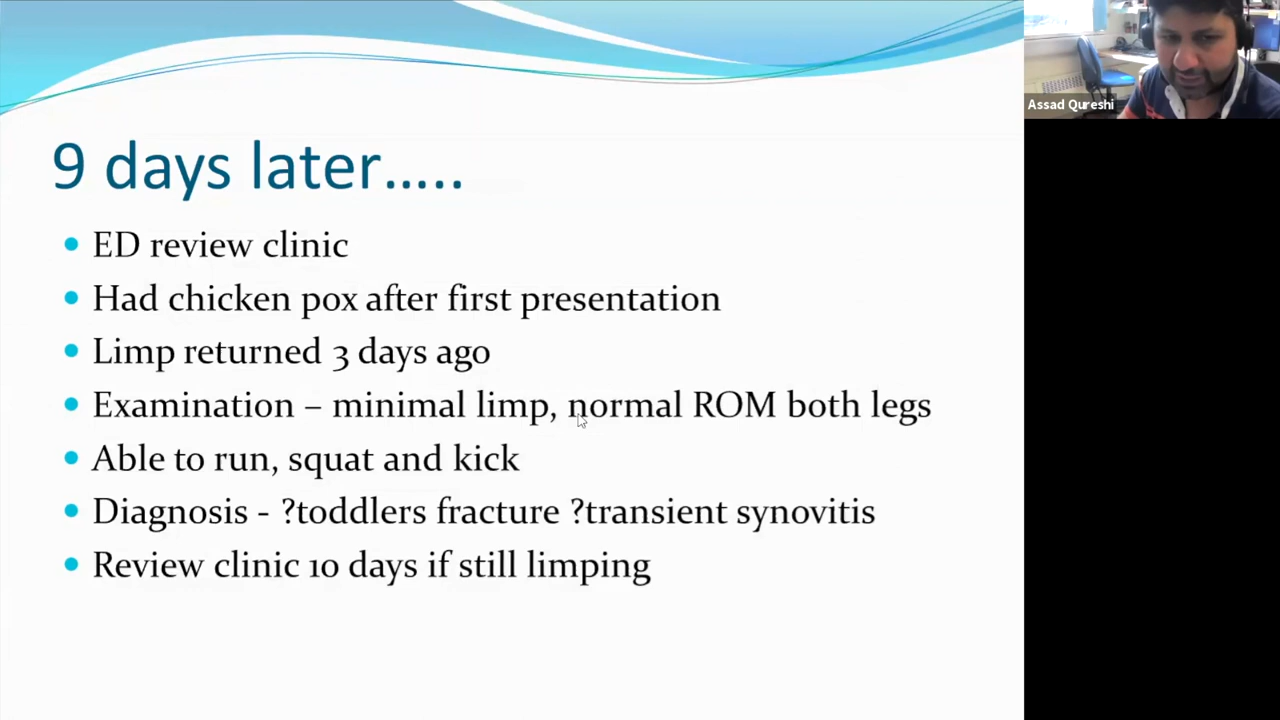 Assad Qureshi
9 days later…..
ED review clinic
Had chicken pox after first presentation
Limp returned 3 days ago
Examination – minimal limp, normal ROM both legs
Able to run, squat and kick
Diagnosis - ?toddlers fracture ?transient synovitis
Review clinic 10 days if still limping